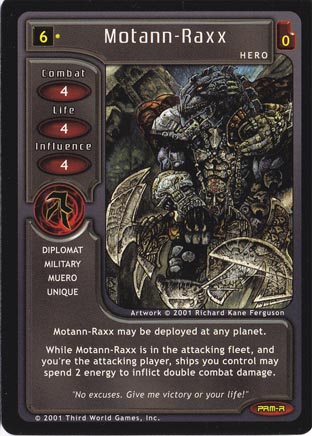 6 •
Motann-Raxx
0
HERO
Combat
4
Life
4
Influence
4
DIPLOMAT
MILITARY
MUERO
UNIQUE
Artwork © 2001 Richard Kane Ferguson
Motann-Raxx may be deployed at any planet.
While Motann-Raxx is in the attacking fleet, and
you're the attacking player, ships you control may
spend 2 energy to inflict double combat damage.
"No excuses. Give me victory or your life!"
PRM-R
© 2001 Third World Games, Inc.